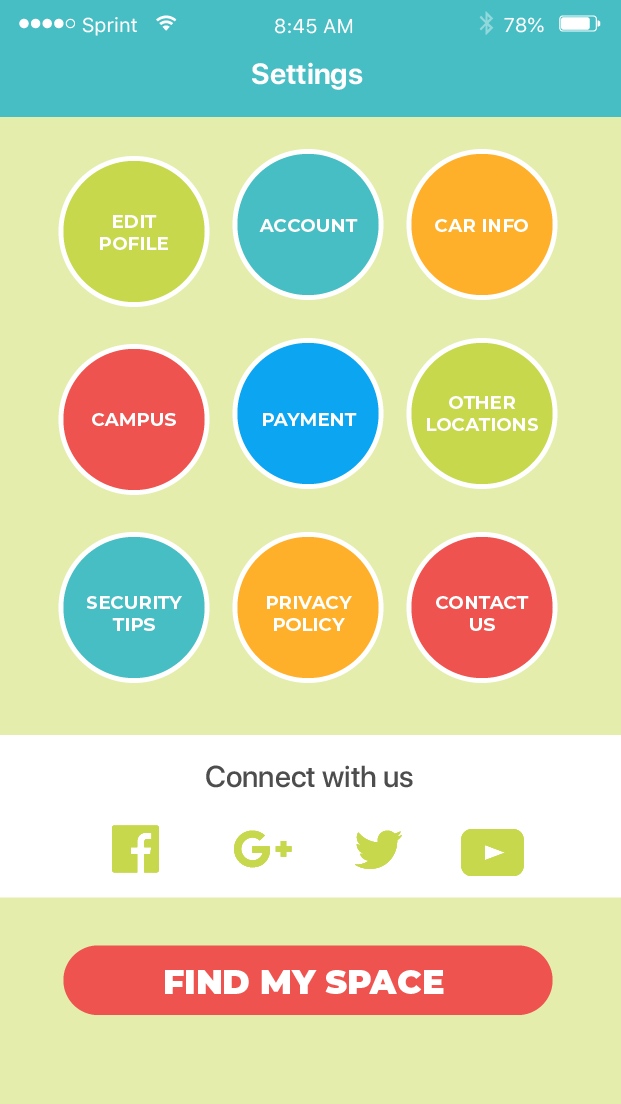 Sprint 8:45 AM 78%
Settings
EDIT
POFILE
ACCOUNT
CAR INFO
CAMPUS
PAYMENT
OTHER
LOCATIONS
SECURITY
TIPS
PRIVACY
POLICY
CONTACT
US
Connect with us
f G+
FIND MY SPACE